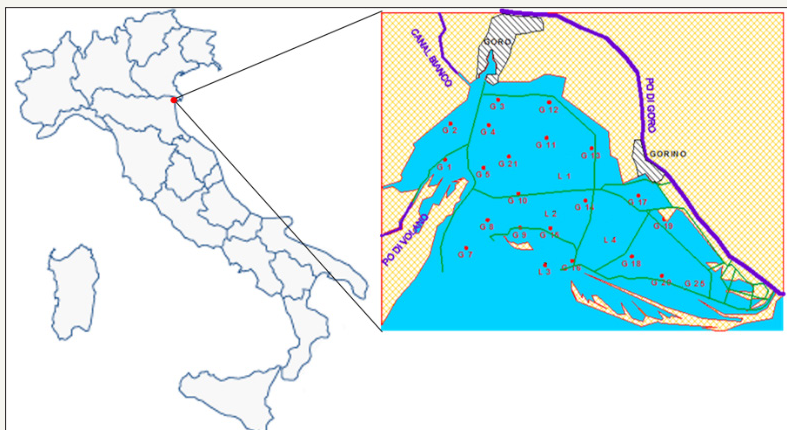 CANAL BIANCO
GORO
G 3
G 12
G 2
G 4
G 11
G 13
G 21
G 1
G 5
L 1
PO DI GORO
GORINO
G 10
G 14
G 17
L 2
G 8
G 9
G 15
G 19
L 4
PO DI VOLANO
G 7
L 3
G 16
G 18
G 20
G 25